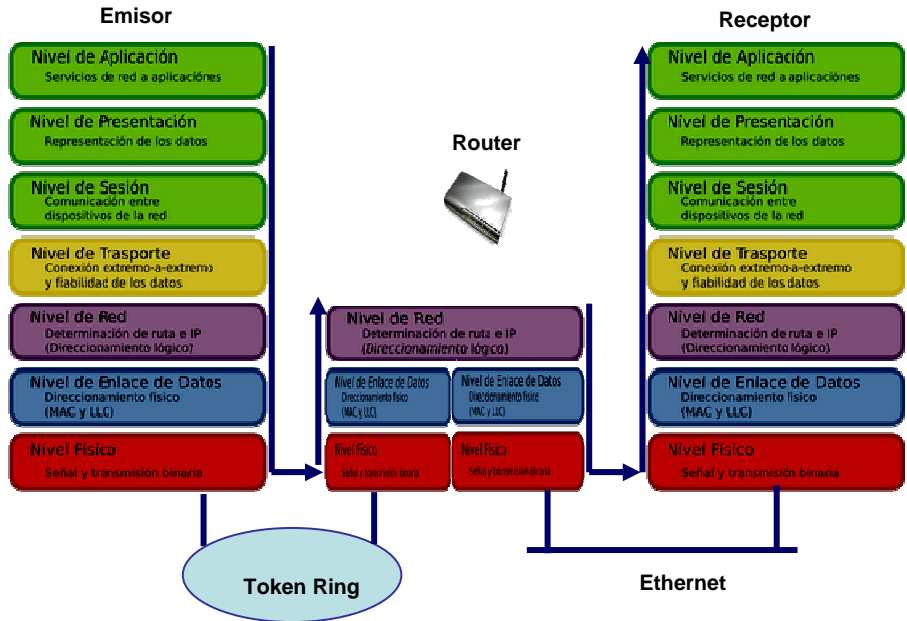 Emisor
Nivel de Aplicación
Servicios de red a aplicaciónes
Nivel de Presentación
Representación de los datos
Nivel de Sesión
Comunicación entre
dispositivos de la red
Nivel de Trasporte
Conexión extremo-a-extremo
y fiabilidad de los datos
Nivel de Red
Determinación de ruta e IP
(Direccionamiento lógico)
Nivel de Enlace de Datos
Direccionamiento físico
(MAC y LLC)
Nivel Físico
Señal y transmisión binaria
Router
Nivel de Red
Determinación de ruta e IP
(Direccionamiento lógico)
Nivel de Enlace de Datos
Direccionamiento físico
(MAC y LLC)
Nivel de Enlace de Datos
Direccionamiento físico
(MAC y LLC)
Nivel Físico
Señal y transmisión binaria
Nivel Físico
Señal y transmisión binaria
Receptor
Nivel de Aplicación
Servicios de red a aplicaciónes
Nivel de Presentación
Representación de los datos
Nivel de Sesión
Comunicación entre
dispositivos de la red
Nivel de Trasporte
Conexión extremo-a-extremo
y fiabilidad de los datos
Nivel de Red
Determinación de ruta e IP
(Direccionamiento lógico)
Nivel de Enlace de Datos
Direccionamiento físico
(MAC y LLC)
Nivel Físico
Señal y transmisión binaria
Token Ring
Ethernet